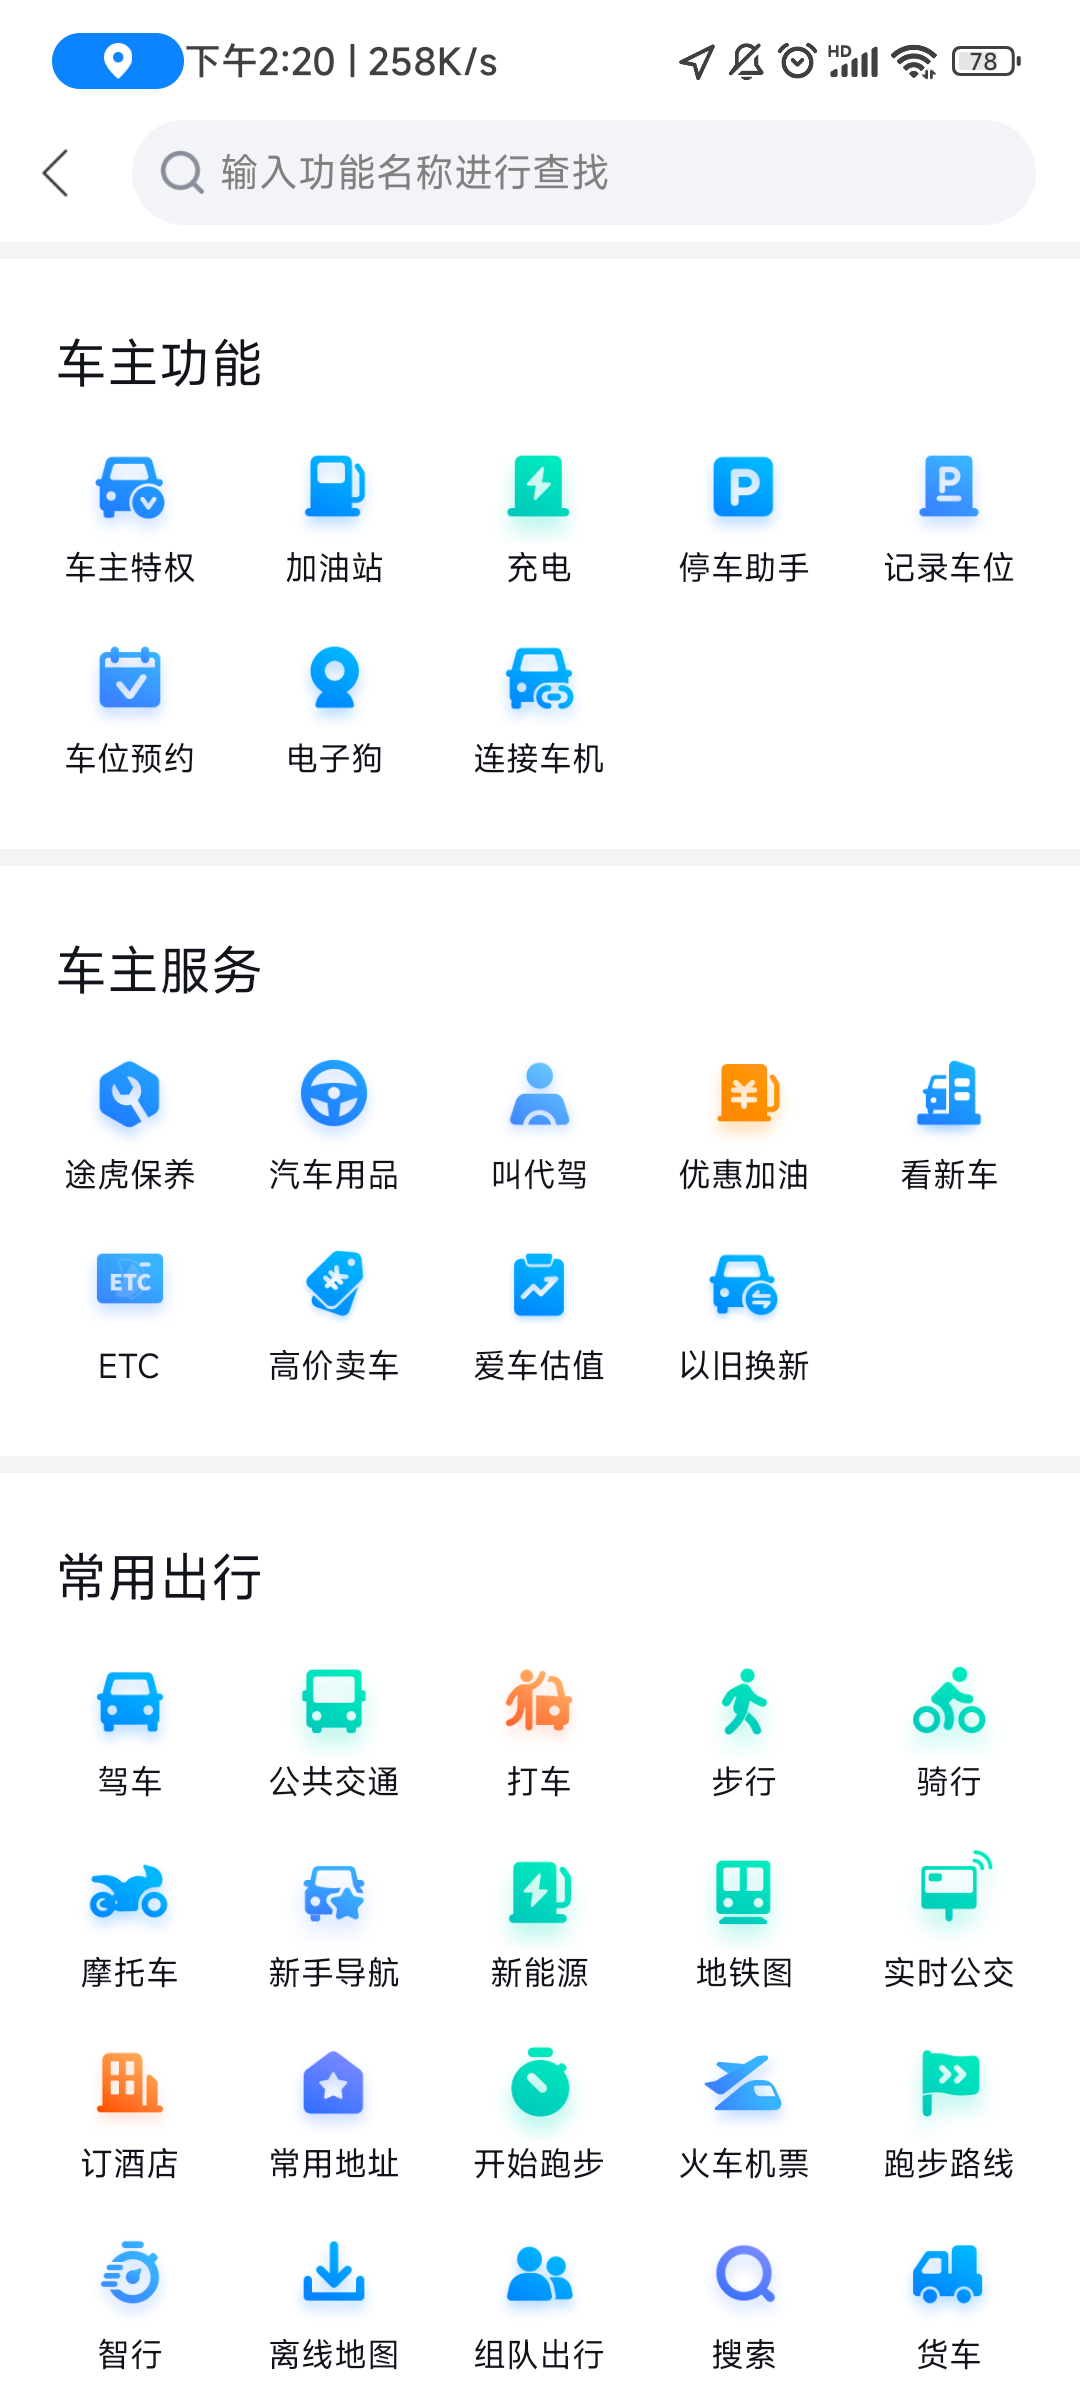 下午2:20 | 258K/s HD 78
输入功能名称进行查找
车主功能
P P
车主特权 加油站 充电 停车助手 记录车位
车位预约 电子狗 连接车机
车主服务
¥
途虎保养 汽车用品 叫代驾 优惠加油 看新车
ETC ¥
ETC 高价卖车 爱车估值 以旧换新
常用出行
驾车 公共交通 打车 步行 骑行
摩托车 新手导航 新能源 地铁图 实时公交
订酒店 常用地址 开始跑步 火车机票 跑步路线
智行 离线地图 组队出行 搜索 货车